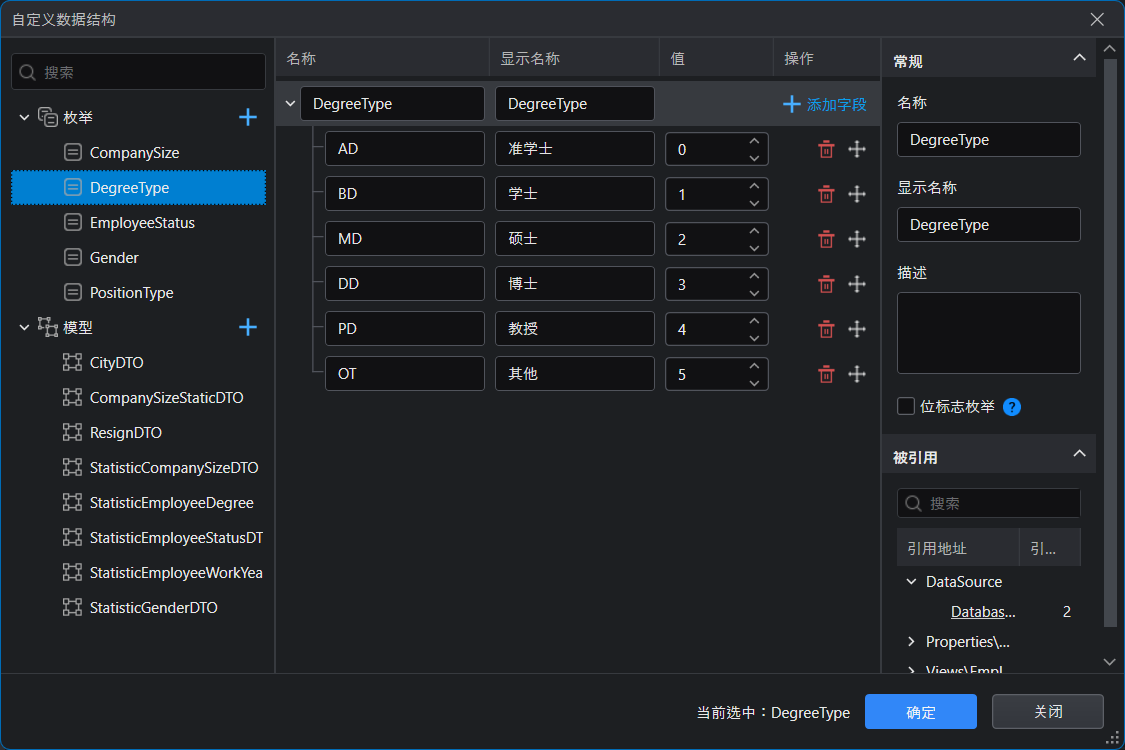 自定义数据结构
搜索
枚举
CompanySize
DegreeType
EmployeeStatus
Gender
PositionType
模型
CityDTO
CompanySizeStaticDTO
ResignDTO
StatisticCompanySizeDTO
StatisticEmployeeDegree
StatisticEmployeeStatusDT
StatisticEmployeeWorkYea
StatisticGenderDTO
名称 显示名称 值 操作
DegreeType DegreeType 添加字段
AD 准学士 0
BD 学士 1
MD 硕士 2
DD 博士 3
PD 教授 4
OT 其他 5
常规
名称
DegreeType
显示名称
DegreeType
描述
位标志枚举 ?
被引用
搜索
引用地址 引...
DataSource
Databas... 2
Properties\...
Views\Empl
当前选中：DegreeType 确定 关闭